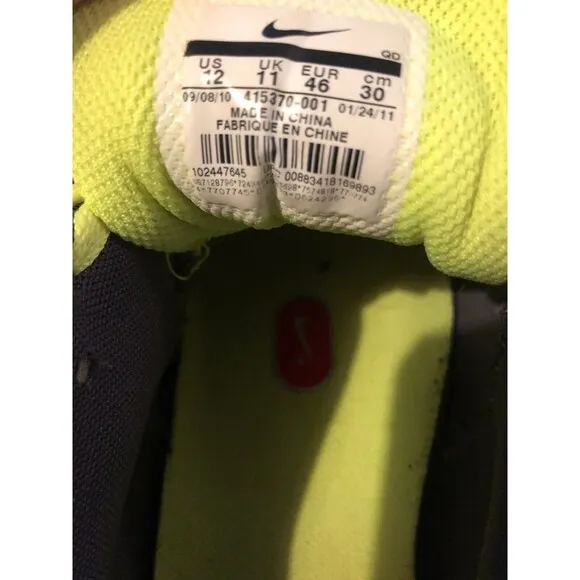 QD
US UK EUR cm
12 11 46 30
09/08/10 415370-001 01/24/11
MADE IN CHINA
FABRIQUE EN CHINE
102447645 00883418169893